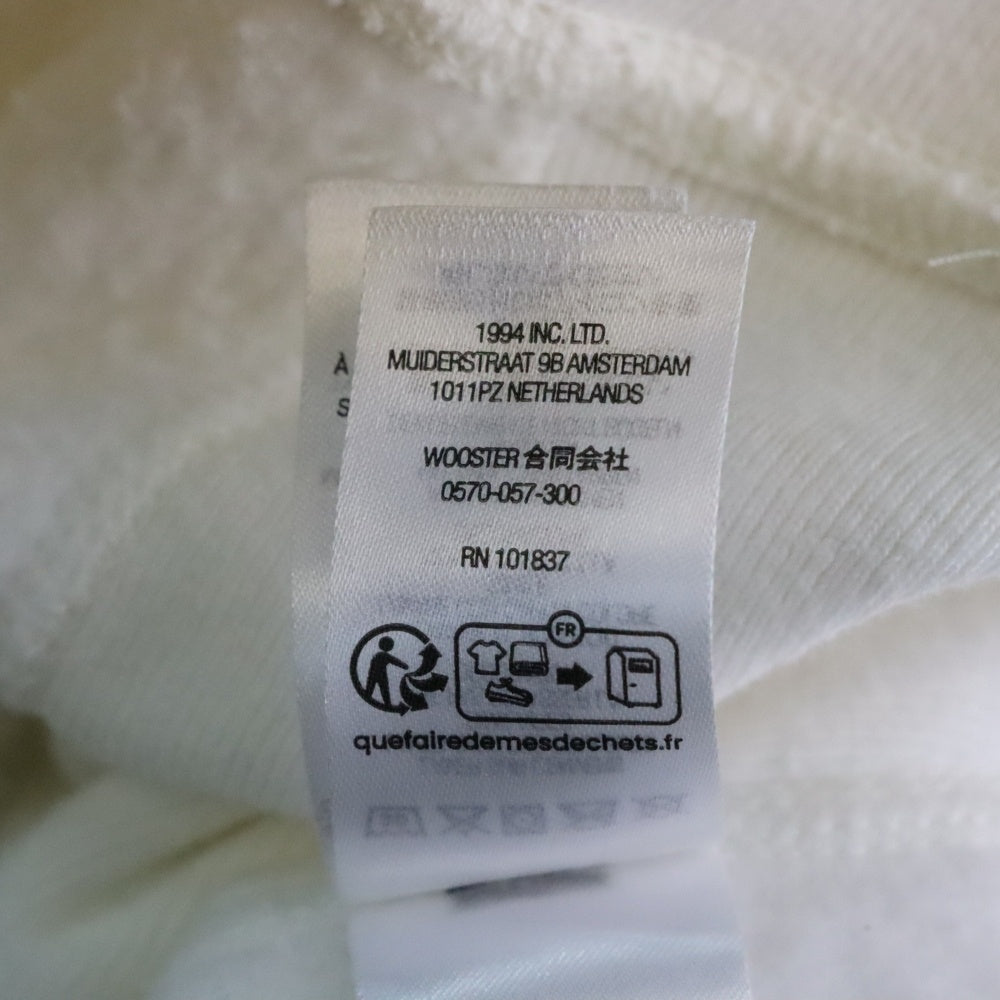 1994 INC. LTD.
MUIDERSTRAAT 9B AMSTERDAM
1011PZ NETHERLANDS
WOOSTER 合同会社
0570-057-300
RN 101837
FR
quefairedemesdechets.fr
À
S